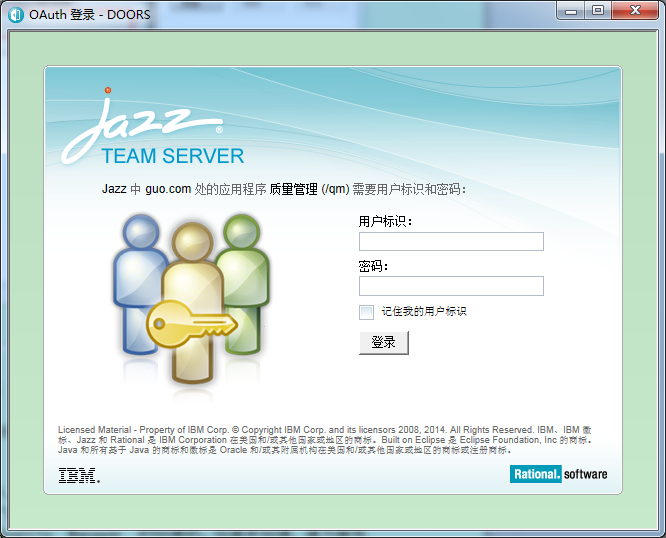 OAuth 登录 - DOORS
jazz®
TEAM SERVER
Jazz 中 guo.com 处的应用程序 质量管理 (/qm) 需要用户标识和密码：
用户标识：
密码：
记住我的用户标识
登录
Licensed Material - Property of IBM Corp. © Copyright IBM Corp. and its licensors 2008, 2014. All Rights Reserved. IBM、IBM 徽
标、Jazz 和 Rational 是 IBM Corporation 在美国和/或其他国家或地区的商标。Built on Eclipse 是 Eclipse Foundation, Inc 的商标。
Java 和所有基于 Java 的商标和徽标是 Oracle 和/或其附属机构在美国和/或其他国家或地区的商标或注册商标。
IBM.
Rational. software